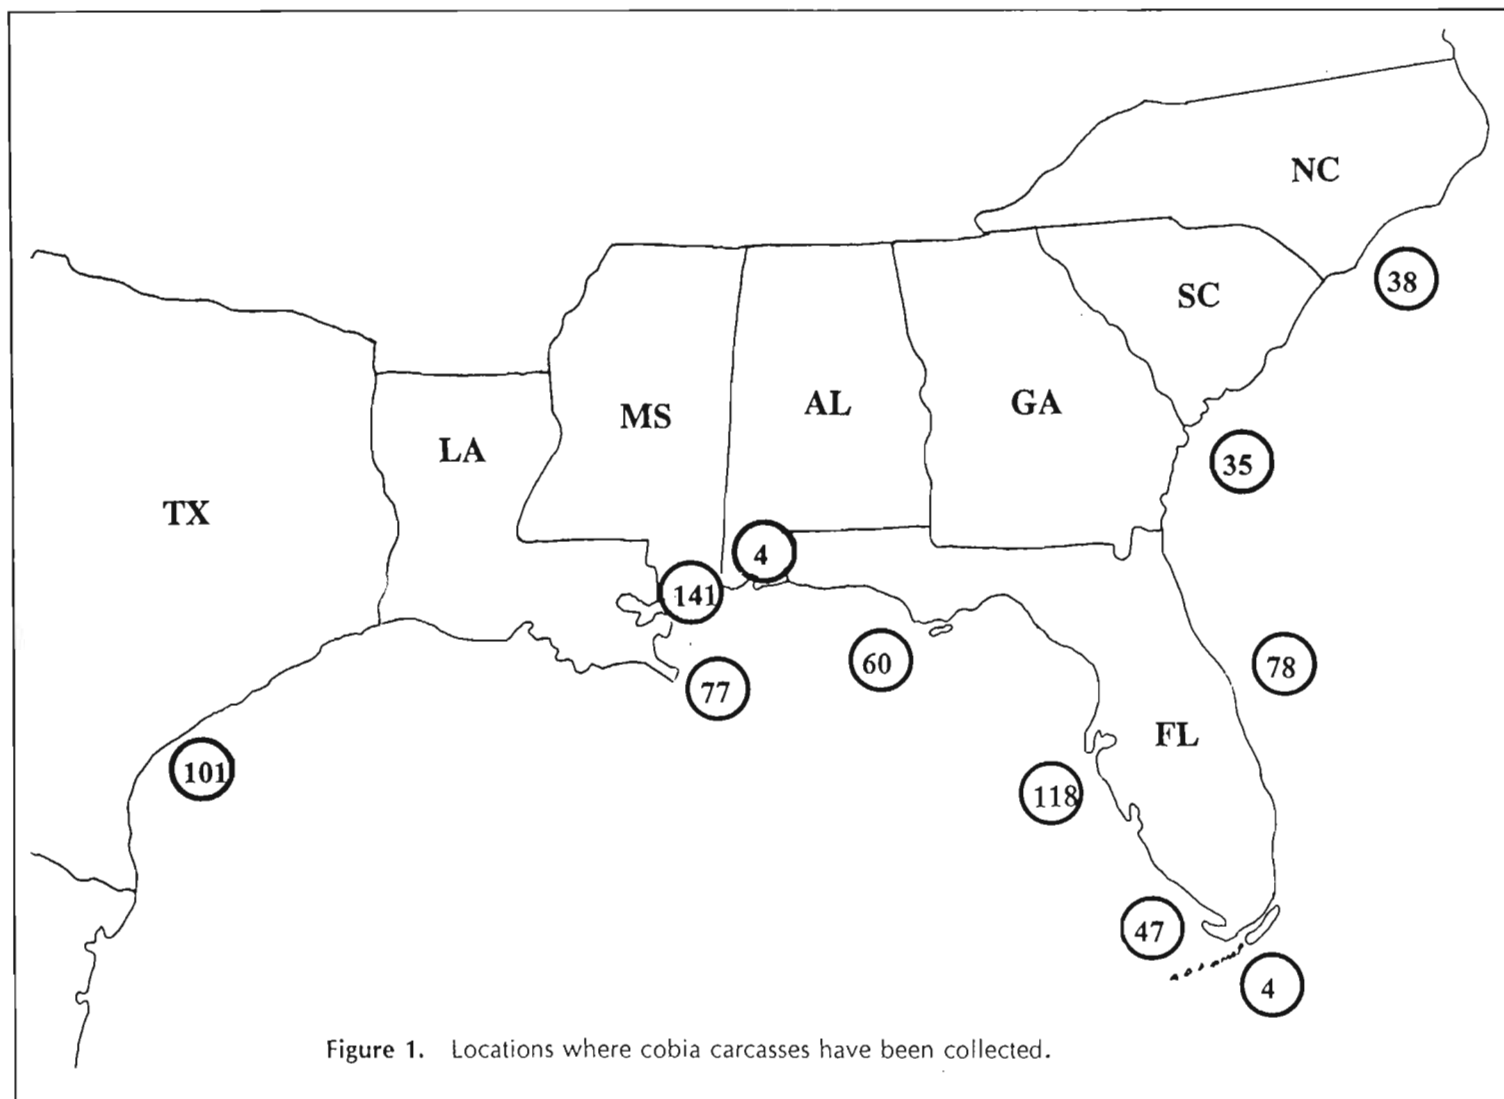 NC
38
SC
MS
AL
GA
LA
35
TX
4
141
60
78
77
FL
101
118
47
4
Figure 1. Locations where cobia carcasses have been collected.